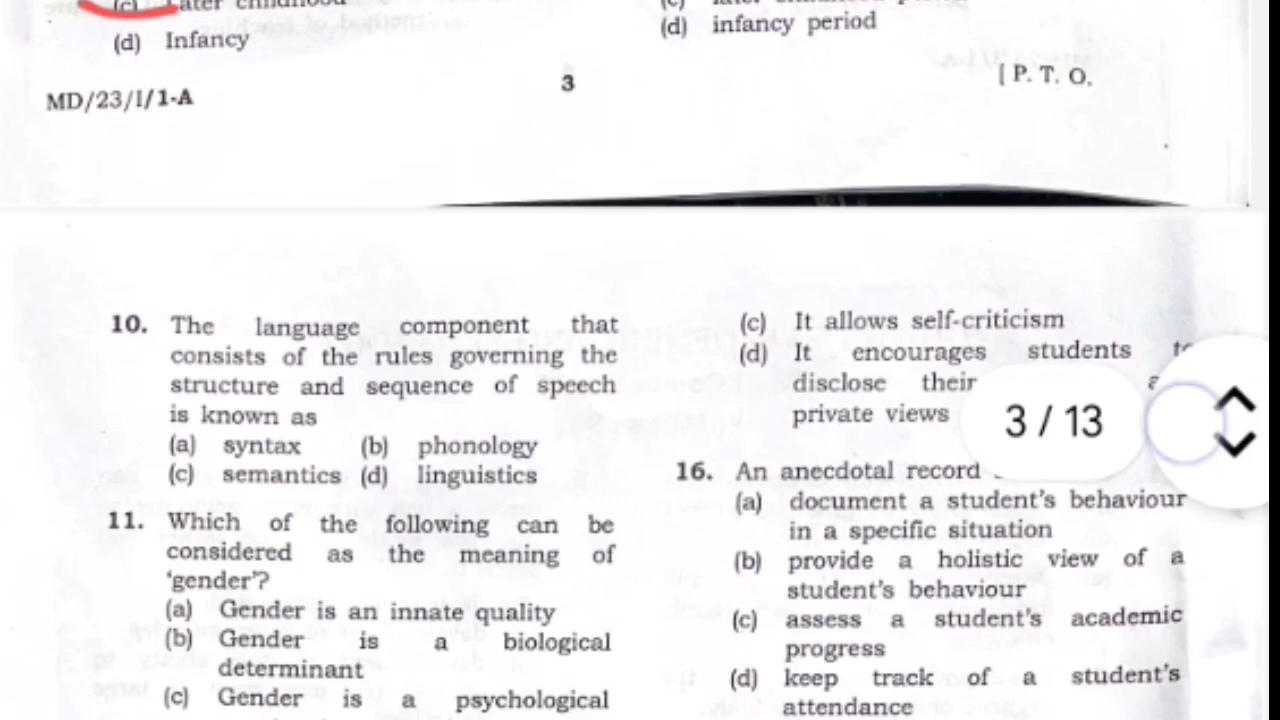 (c) Later childhood
(d) Infancy
MD/23/I/1-A
3
(c) later
(d) infancy period
[ P. T. O.
10. The language component that
consists of the rules governing the
structure and sequence of speech
is known as
(a) syntax (b) phonology
(c) semantics (d) linguistics
11. Which of the following can be
considered as the meaning of
'gender'?
(a) Gender is an innate quality
(b) Gender is a biological
determinant
(c) Gender is a psychological
(c) It allows self-criticism
(d) It encourages students to
disclose their
private views
16. An anecdotal record
(a) document a student's behaviour
in a specific situation
(b) provide a holistic view of a
student's behaviour
(c) assess a student's academic
progress
(d) keep track of a student's
attendance
3 / 13